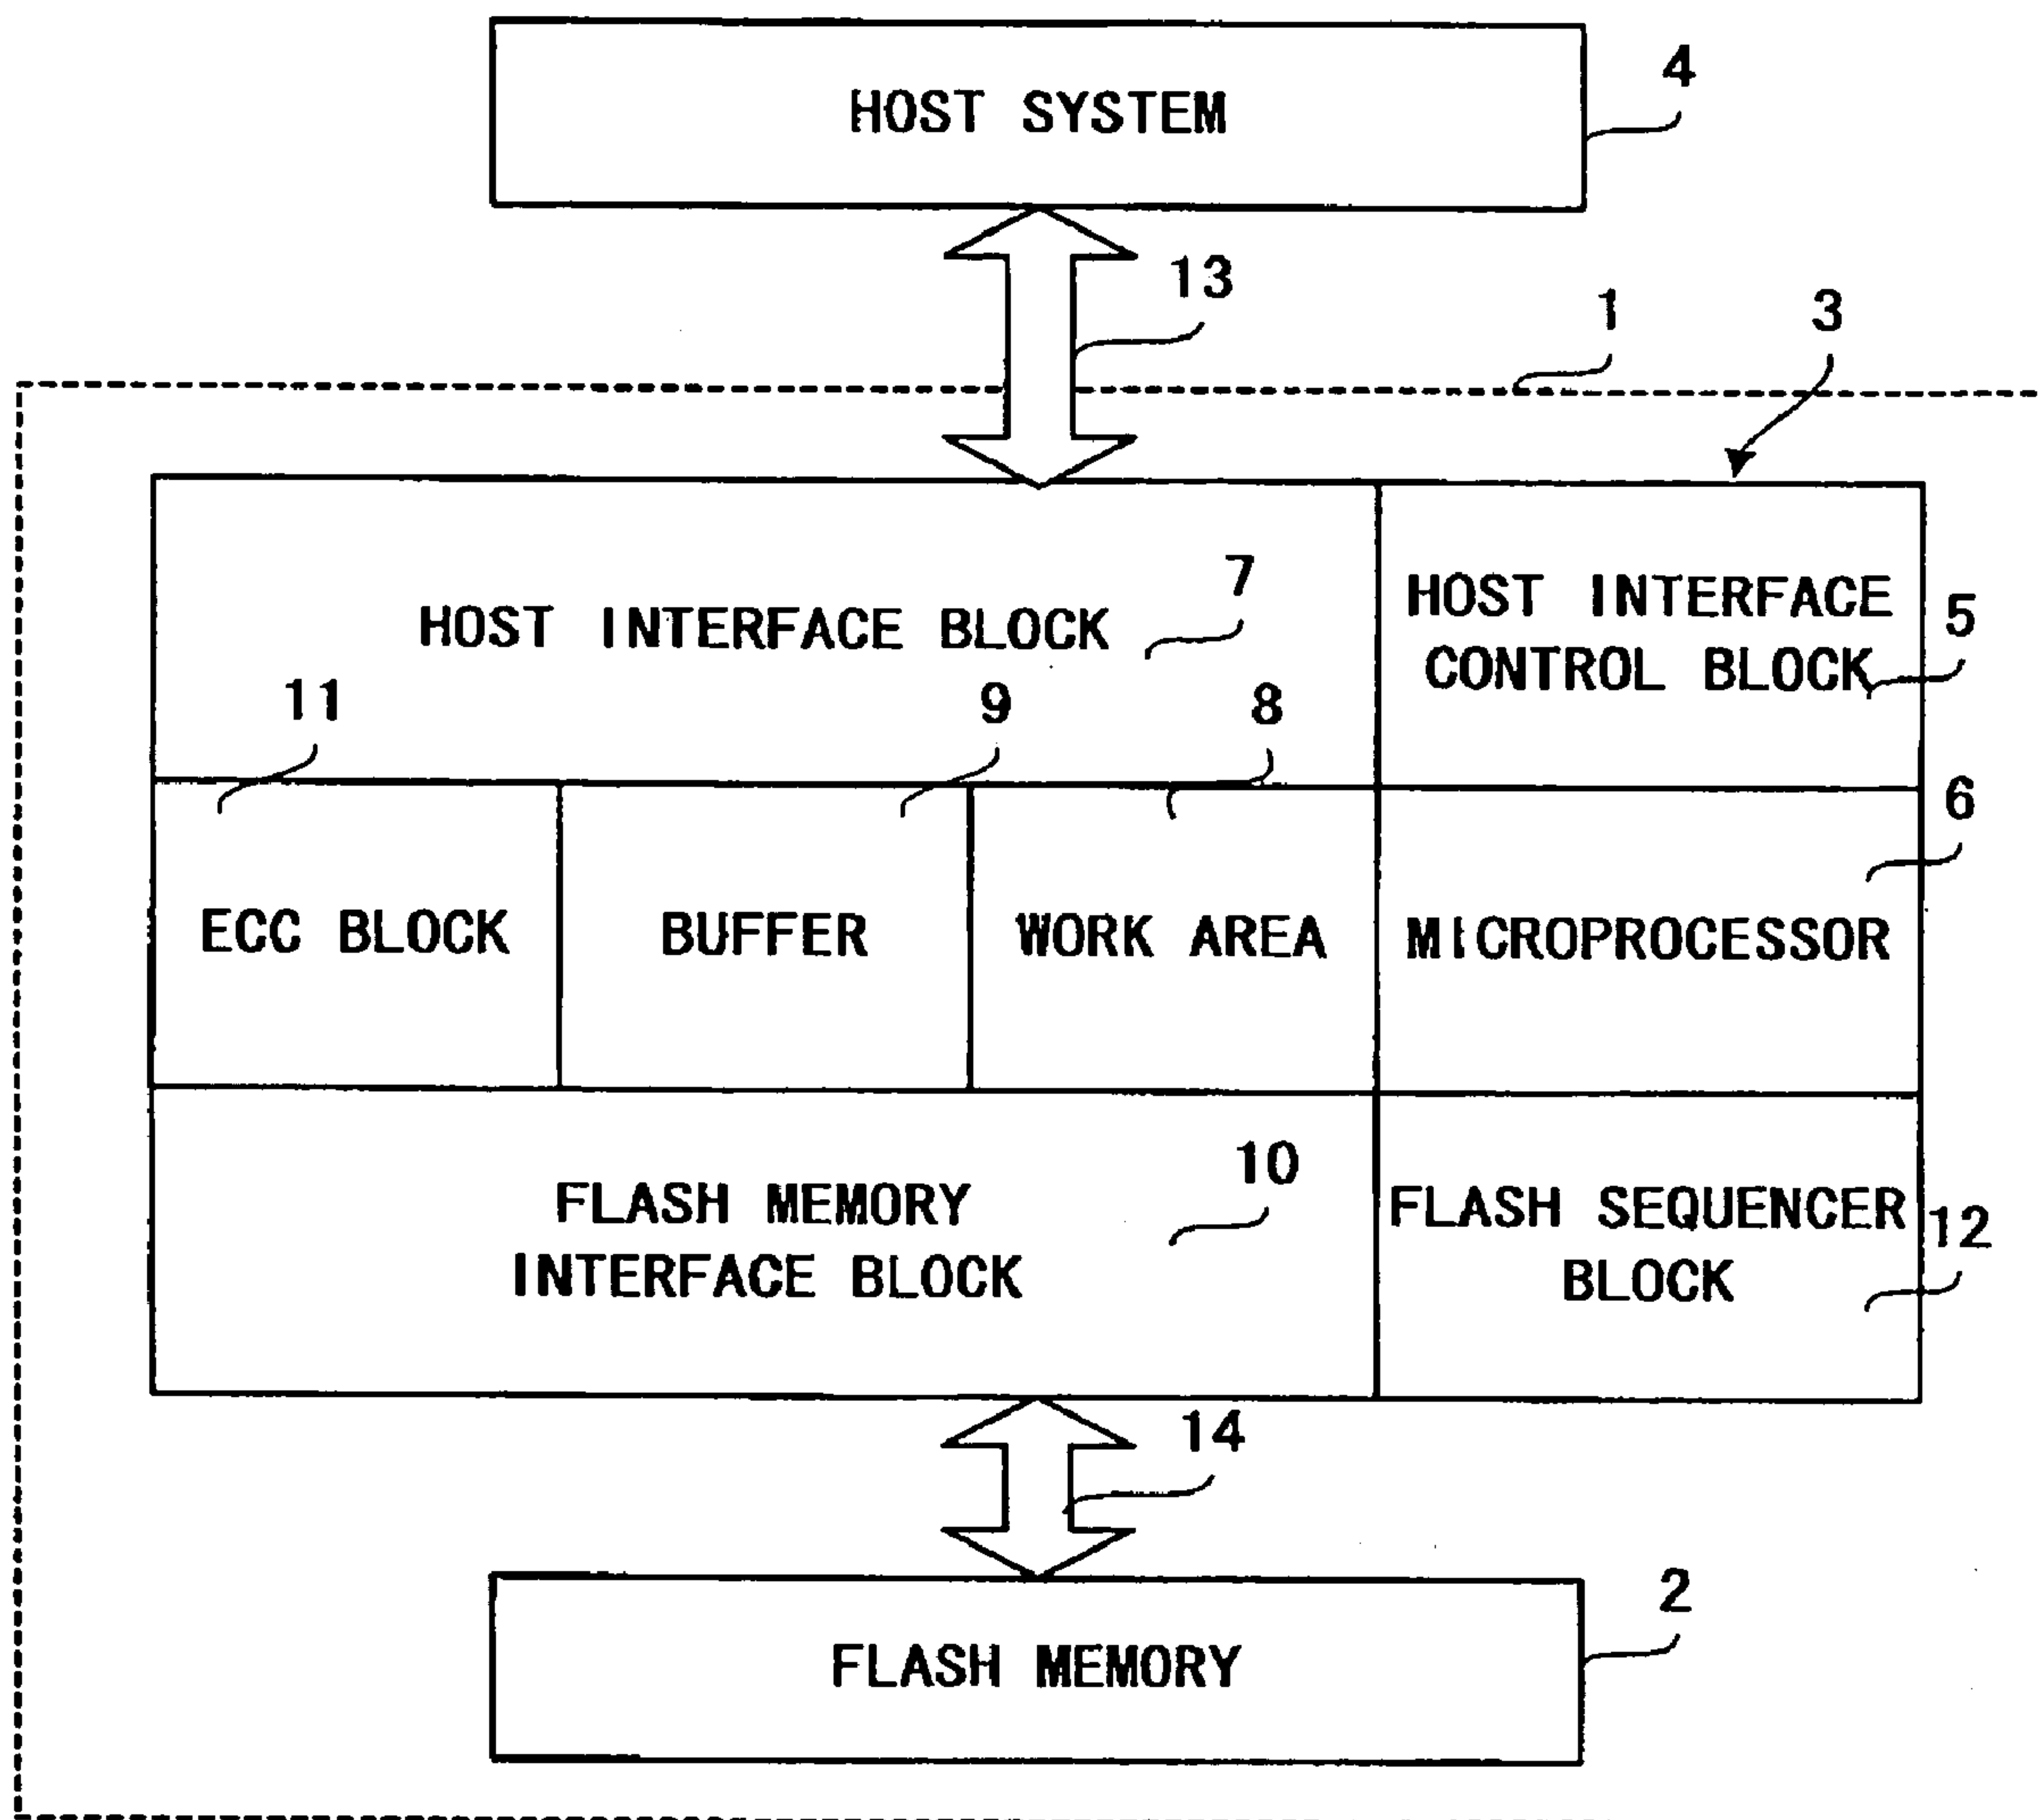 HOST SYSTEM
4
13
1
3
HOST INTERFACE BLOCK
7
HOST INTERFACE
CONTROL BLOCK
5
11
9
8
6
ECC BLOCK
BUFFER
WORK AREA
MICROPROCESSOR
FLASH MEMORY
INTERFACE BLOCK
10
FLASH SEQUENCER
BLOCK
12
14
2
FLASH MEMORY